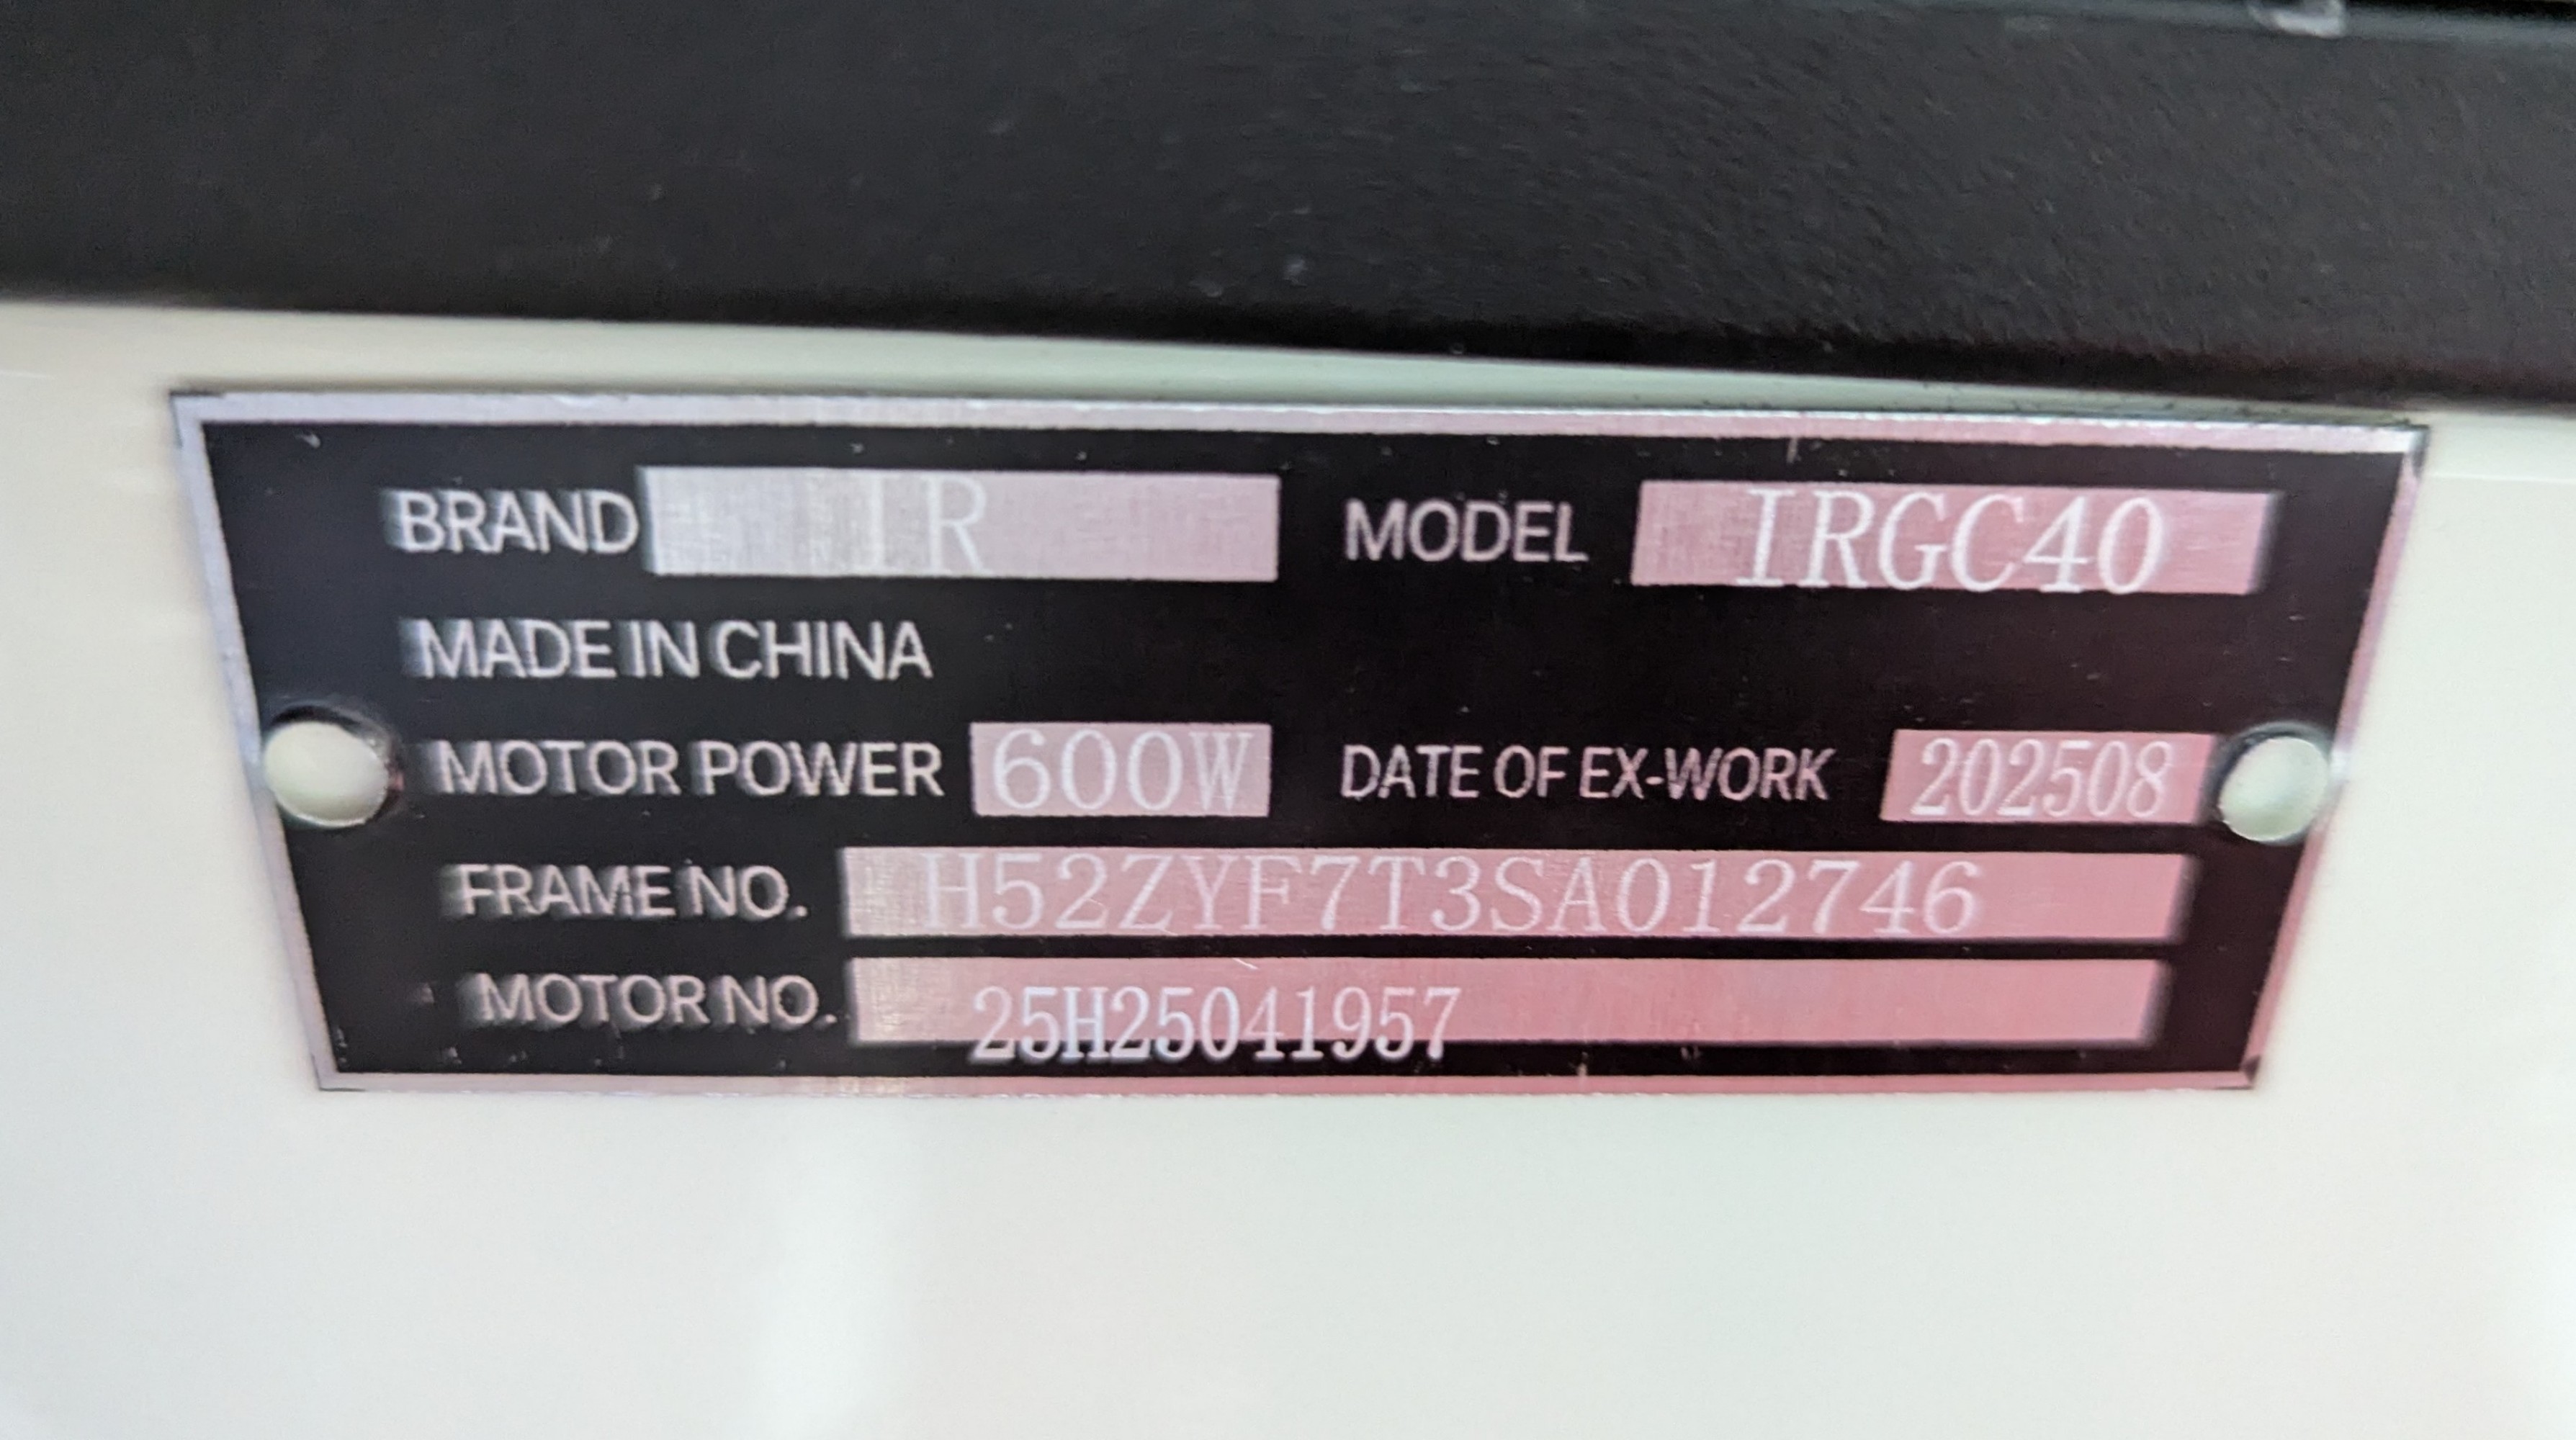 BRAND IR MODEL IRGC40
MADE IN CHINA
MOTOR POWER 600W DATE OF EX-WORK 202508
FRAME NO. H52ZYF7T3SA012746
MOTOR NO. 25H25041957